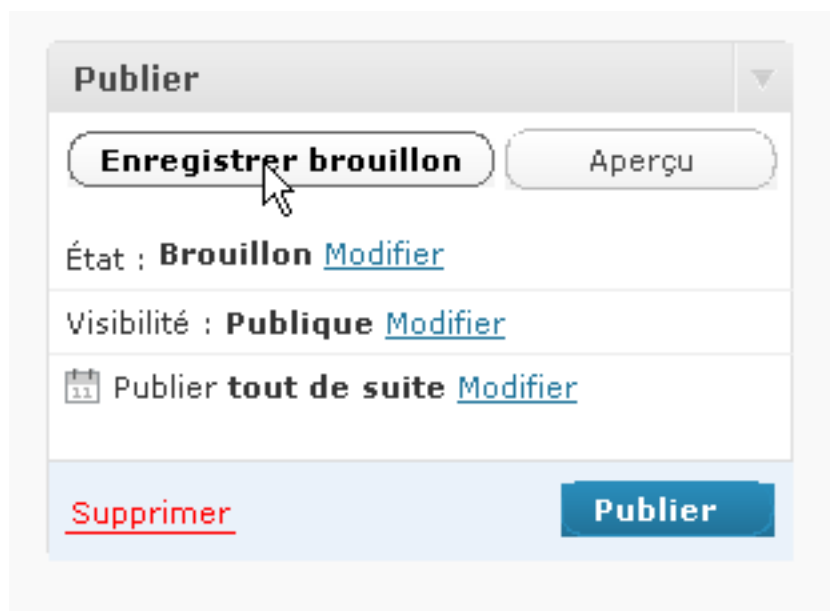 Publier
Enregistrer brouillon Aperçu
État : Brouillon Modifier
Visibilité : Publique Modifier
11 Publier tout de suite Modifier
Supprimer Publier